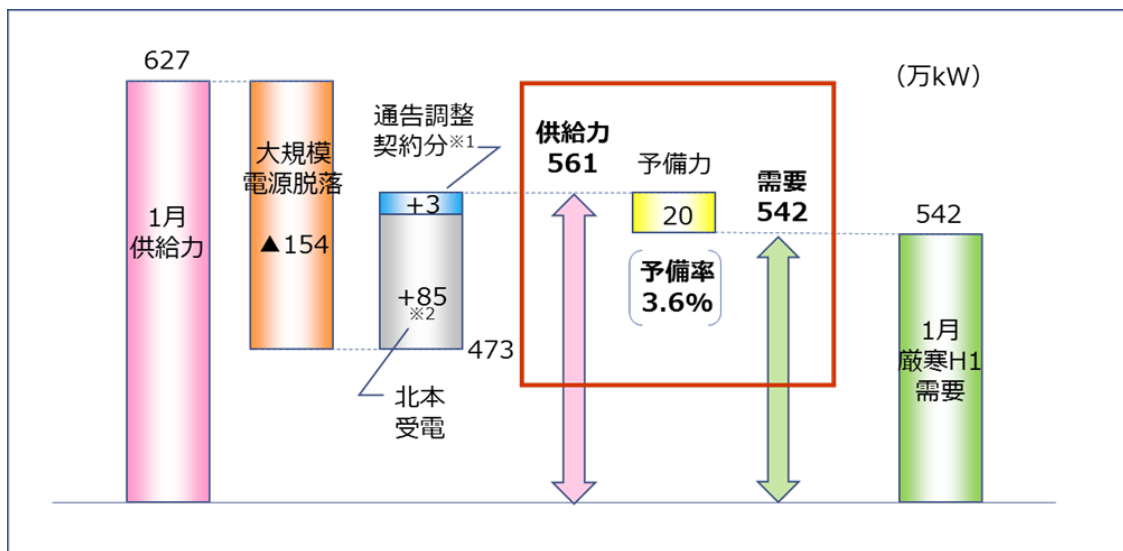 627
(万kW)
1月
供給力
大規模
電源脱落
▲154
通告調整
契約分※1
+3
+85
※2
473
北本
受電
供給力
561
予備力
20
予備率
3.6%
需要
542
542
1月
厳寒H1
需要